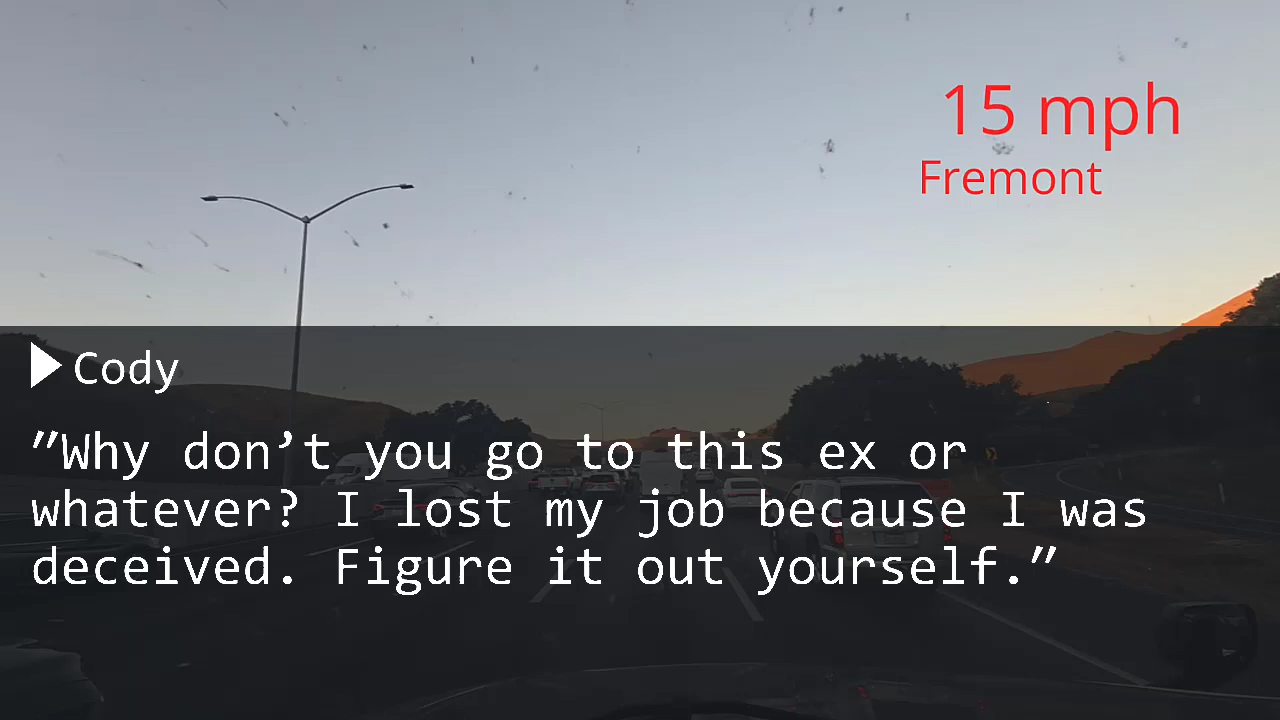 15 mph
Fremont
Cody
"Why don’t you go to this ex or
whatever? I lost my job because I was
deceived. Figure it out yourself."